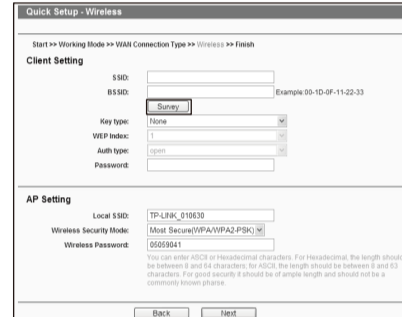 Quick Setup - Wireless
Start >> Working Mode >> WAN Connection Type >> Wireless >> Finish
Client Setting
SSID:
BSSID: Example:00-1D-0F-11-22-33
Survey
Key type: None
WEP Index: 1
Auth type: open
Password:
AP Setting
Local SSID: TP-LINK_010630
Wireless Security Mode: Most Secure(WPA/WPA2-PSK)
Wireless Password: 05059041
You can enter ASCII or Hexadecimal characters. For Hexadecimal, the length should
be between 8 and 64 characters; for ASCII, the length should be between 8 and 63
characters. For good security it should be of ample length and should not be a
commonly known phrase.
Back Next